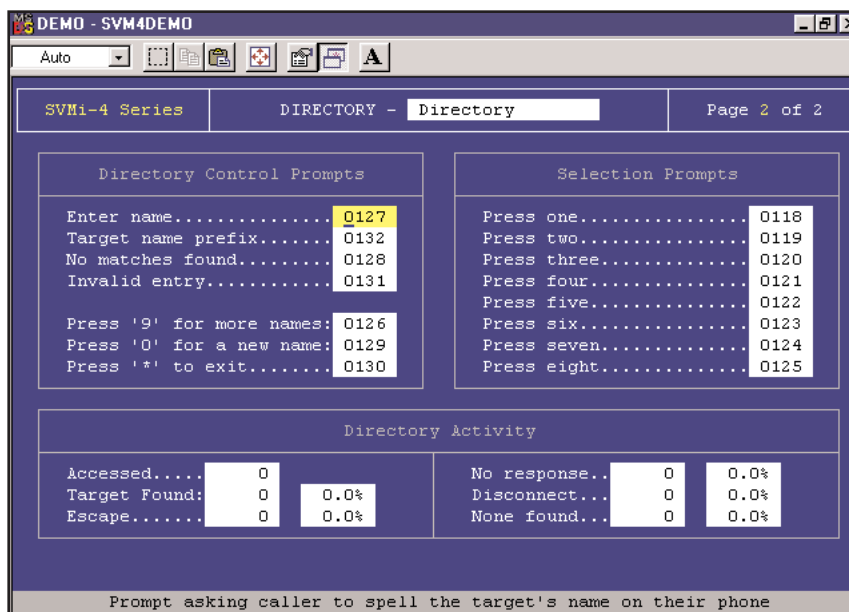 DEMO - SVM4DEMO
Auto
A
SVMi-4 Series DIRECTORY - Directory Page 2 of 2
Directory Control Prompts
Enter name............... 0127
Target name prefix....... 0132
No matches found......... 0128
Invalid entry............ 0131
Press '9' for more names: 0126
Press '0' for a new name: 0129
Press '*' to exit........ 0130
Selection Prompts
Press one................ 0118
Press two................ 0119
Press three.............. 0120
Press four............... 0121
Press five............... 0122
Press six................ 0123
Press seven.............. 0124
Press eight.............. 0125
Directory Activity
Accessed..... 0
Target Found: 0 0.0%
Escape....... 0 0.0%
No response.. 0 0.0%
Disconnect... 0 0.0%
None found... 0 0.0%
Prompt asking caller to spell the target's name on their phone